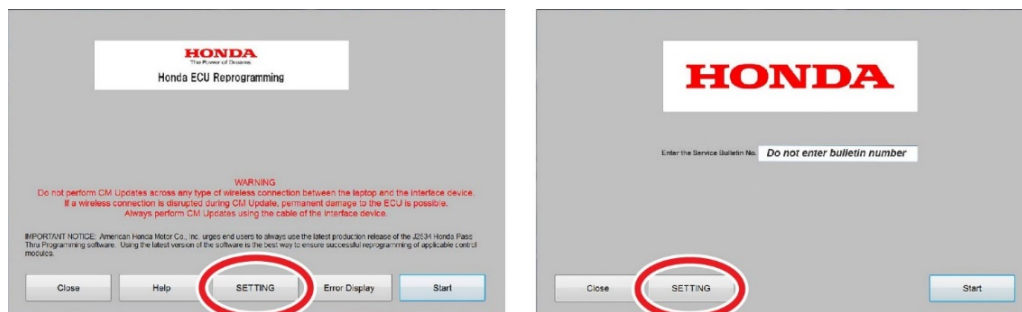 HONDA
The Power of Dreams
Honda ECU Reprogramming
WARNING
Do not perform CM Updates across any type of wireless connection between the laptop and the interface device.
If a wireless connection is disrupted during CM Update, permanent damage to the ECU is possible.
Always perform CM Updates using the cable of the interface device.
IMPORTANT NOTICE: American Honda Motor Co., Inc. urges end users to always use the latest production release of the J2534 Honda Pass
Thru Programming software. Using the latest version of the software is the best way to ensure successful reprogramming of applicable control
modules.
Close
Help
SETTING
Error Display
Start
HONDA
Enter the Service Bulletin No. Do not enter bulletin number
Close
SETTING
Start